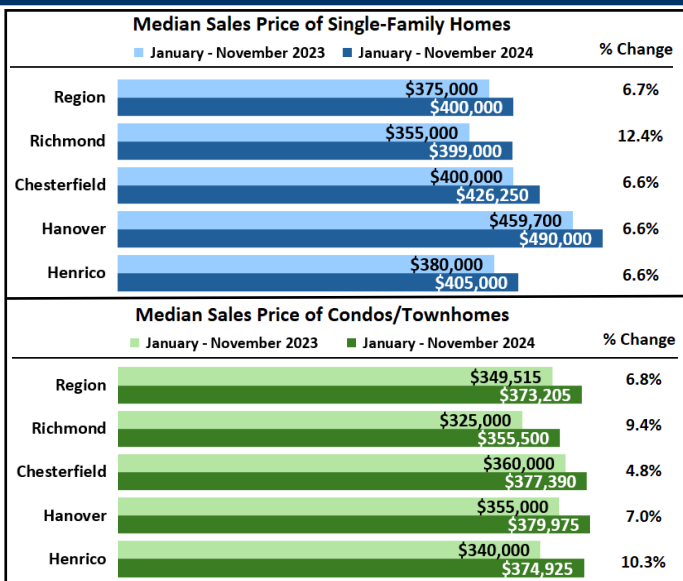 Median Sales Price of Single-Family Homes
January - November 2023 January - November 2024 % Change
Region $375,000 6.7%
$400,000
Richmond $355,000 12.4%
$399,000
Chesterfield $400,000 6.6%
$426,250
Hanover $459,700 6.6%
$490,000
Henrico $380,000 6.6%
$405,000
Median Sales Price of Condos/Townhomes
January - November 2023 January - November 2024 % Change
Region $349,515 6.8%
$373,205
Richmond $325,000 9.4%
$355,500
Chesterfield $360,000 4.8%
$377,390
Hanover $355,000 7.0%
$379,975
Henrico $340,000 10.3%
$374,925